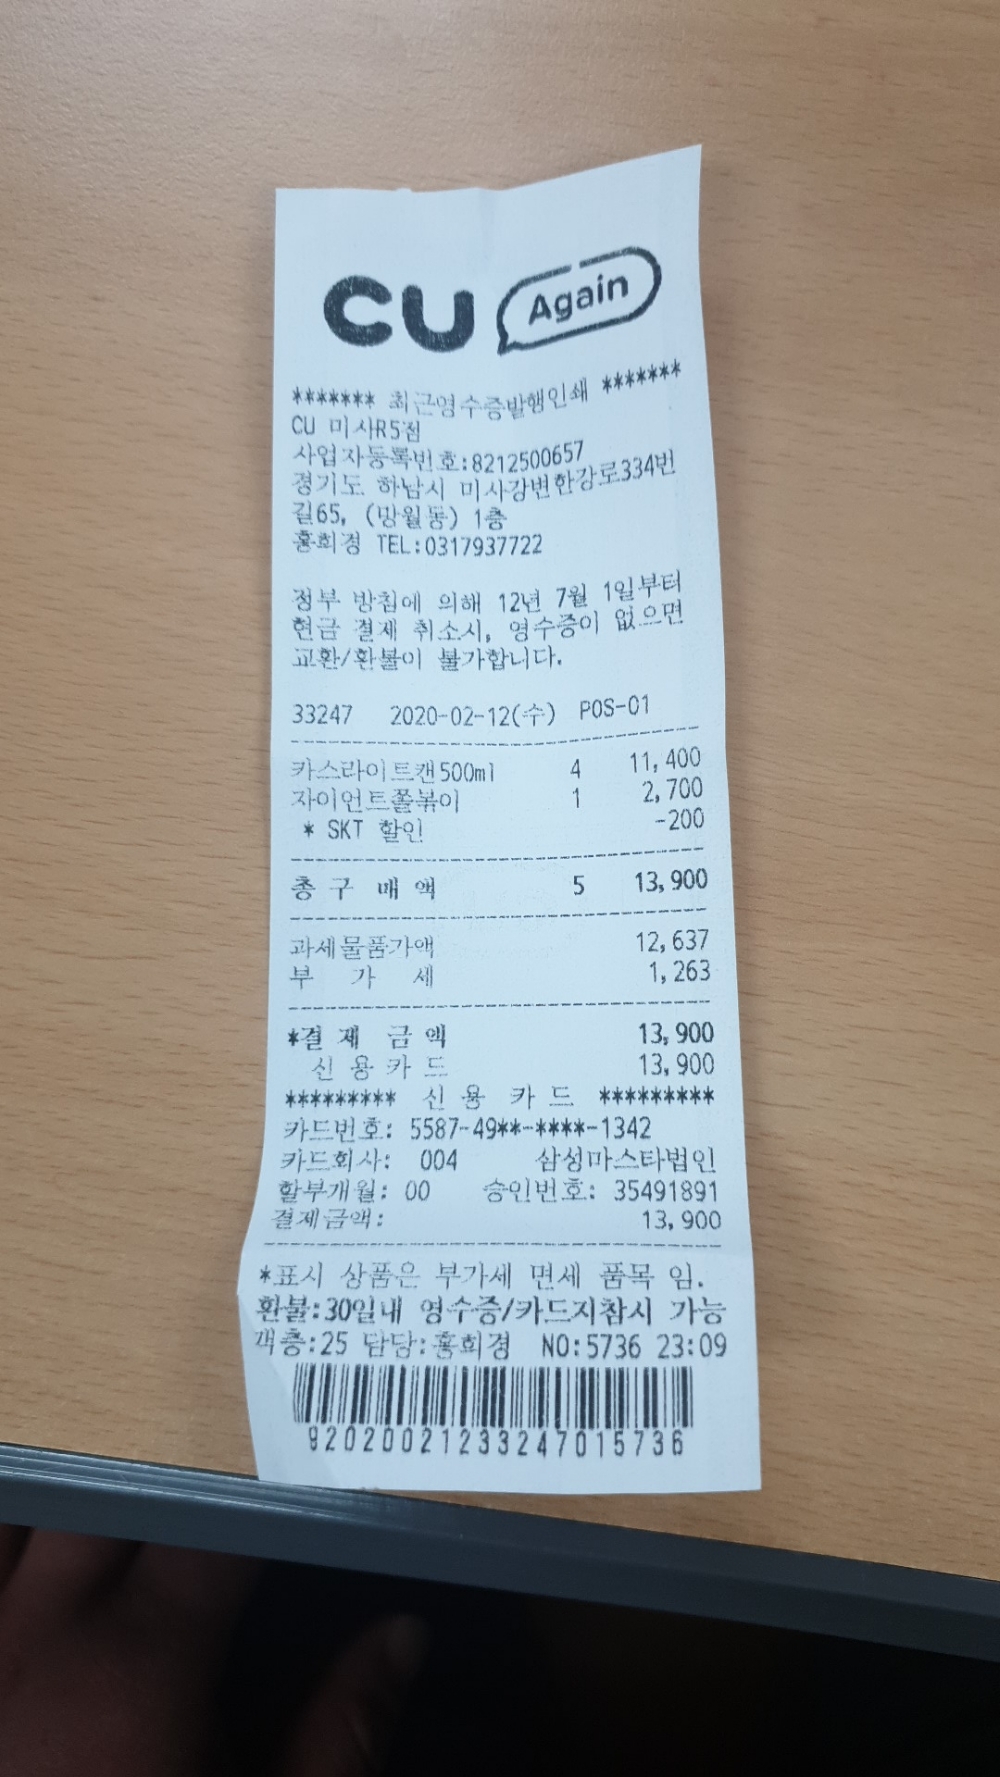 CU Again
******* 최근영수증발행인쇄 *******
CU 미사R5점
사업자등록번호:8212500657
경기도 하남시 미사강변한강로334번
길65, (망월동) 1층
홍희경 TEL:0317937722
정부 방침에 의해 12년 7월 1일부터
현금 결제 취소시, 영수증이 없으면
교환/환불이 불가합니다.
33247 2020-02-12(수) POS-01
카스라이트캔500ml 4 11,400
자이언트쫄볶이 1 2,700
* SKT 할인 -200
총 구 매 액 5 13,900
과세물품가액 12,637
부 가 세 1,263
*결 제 금 액 13,900
신 용 카 드 13,900
********* 신 용 카 드 *********
카드번호: 5587-49**-****-1342
카드회사: 004 삼성마스타법인
할부개월: 00 승인번호: 35491891
결제금액: 13,900
*표시 상품은 부가세 면세 품목 임.
환불:30일내 영수증/카드지참시 가능
객층:25 담당:홍희경 NO:5736 23:09
82020021233247015736